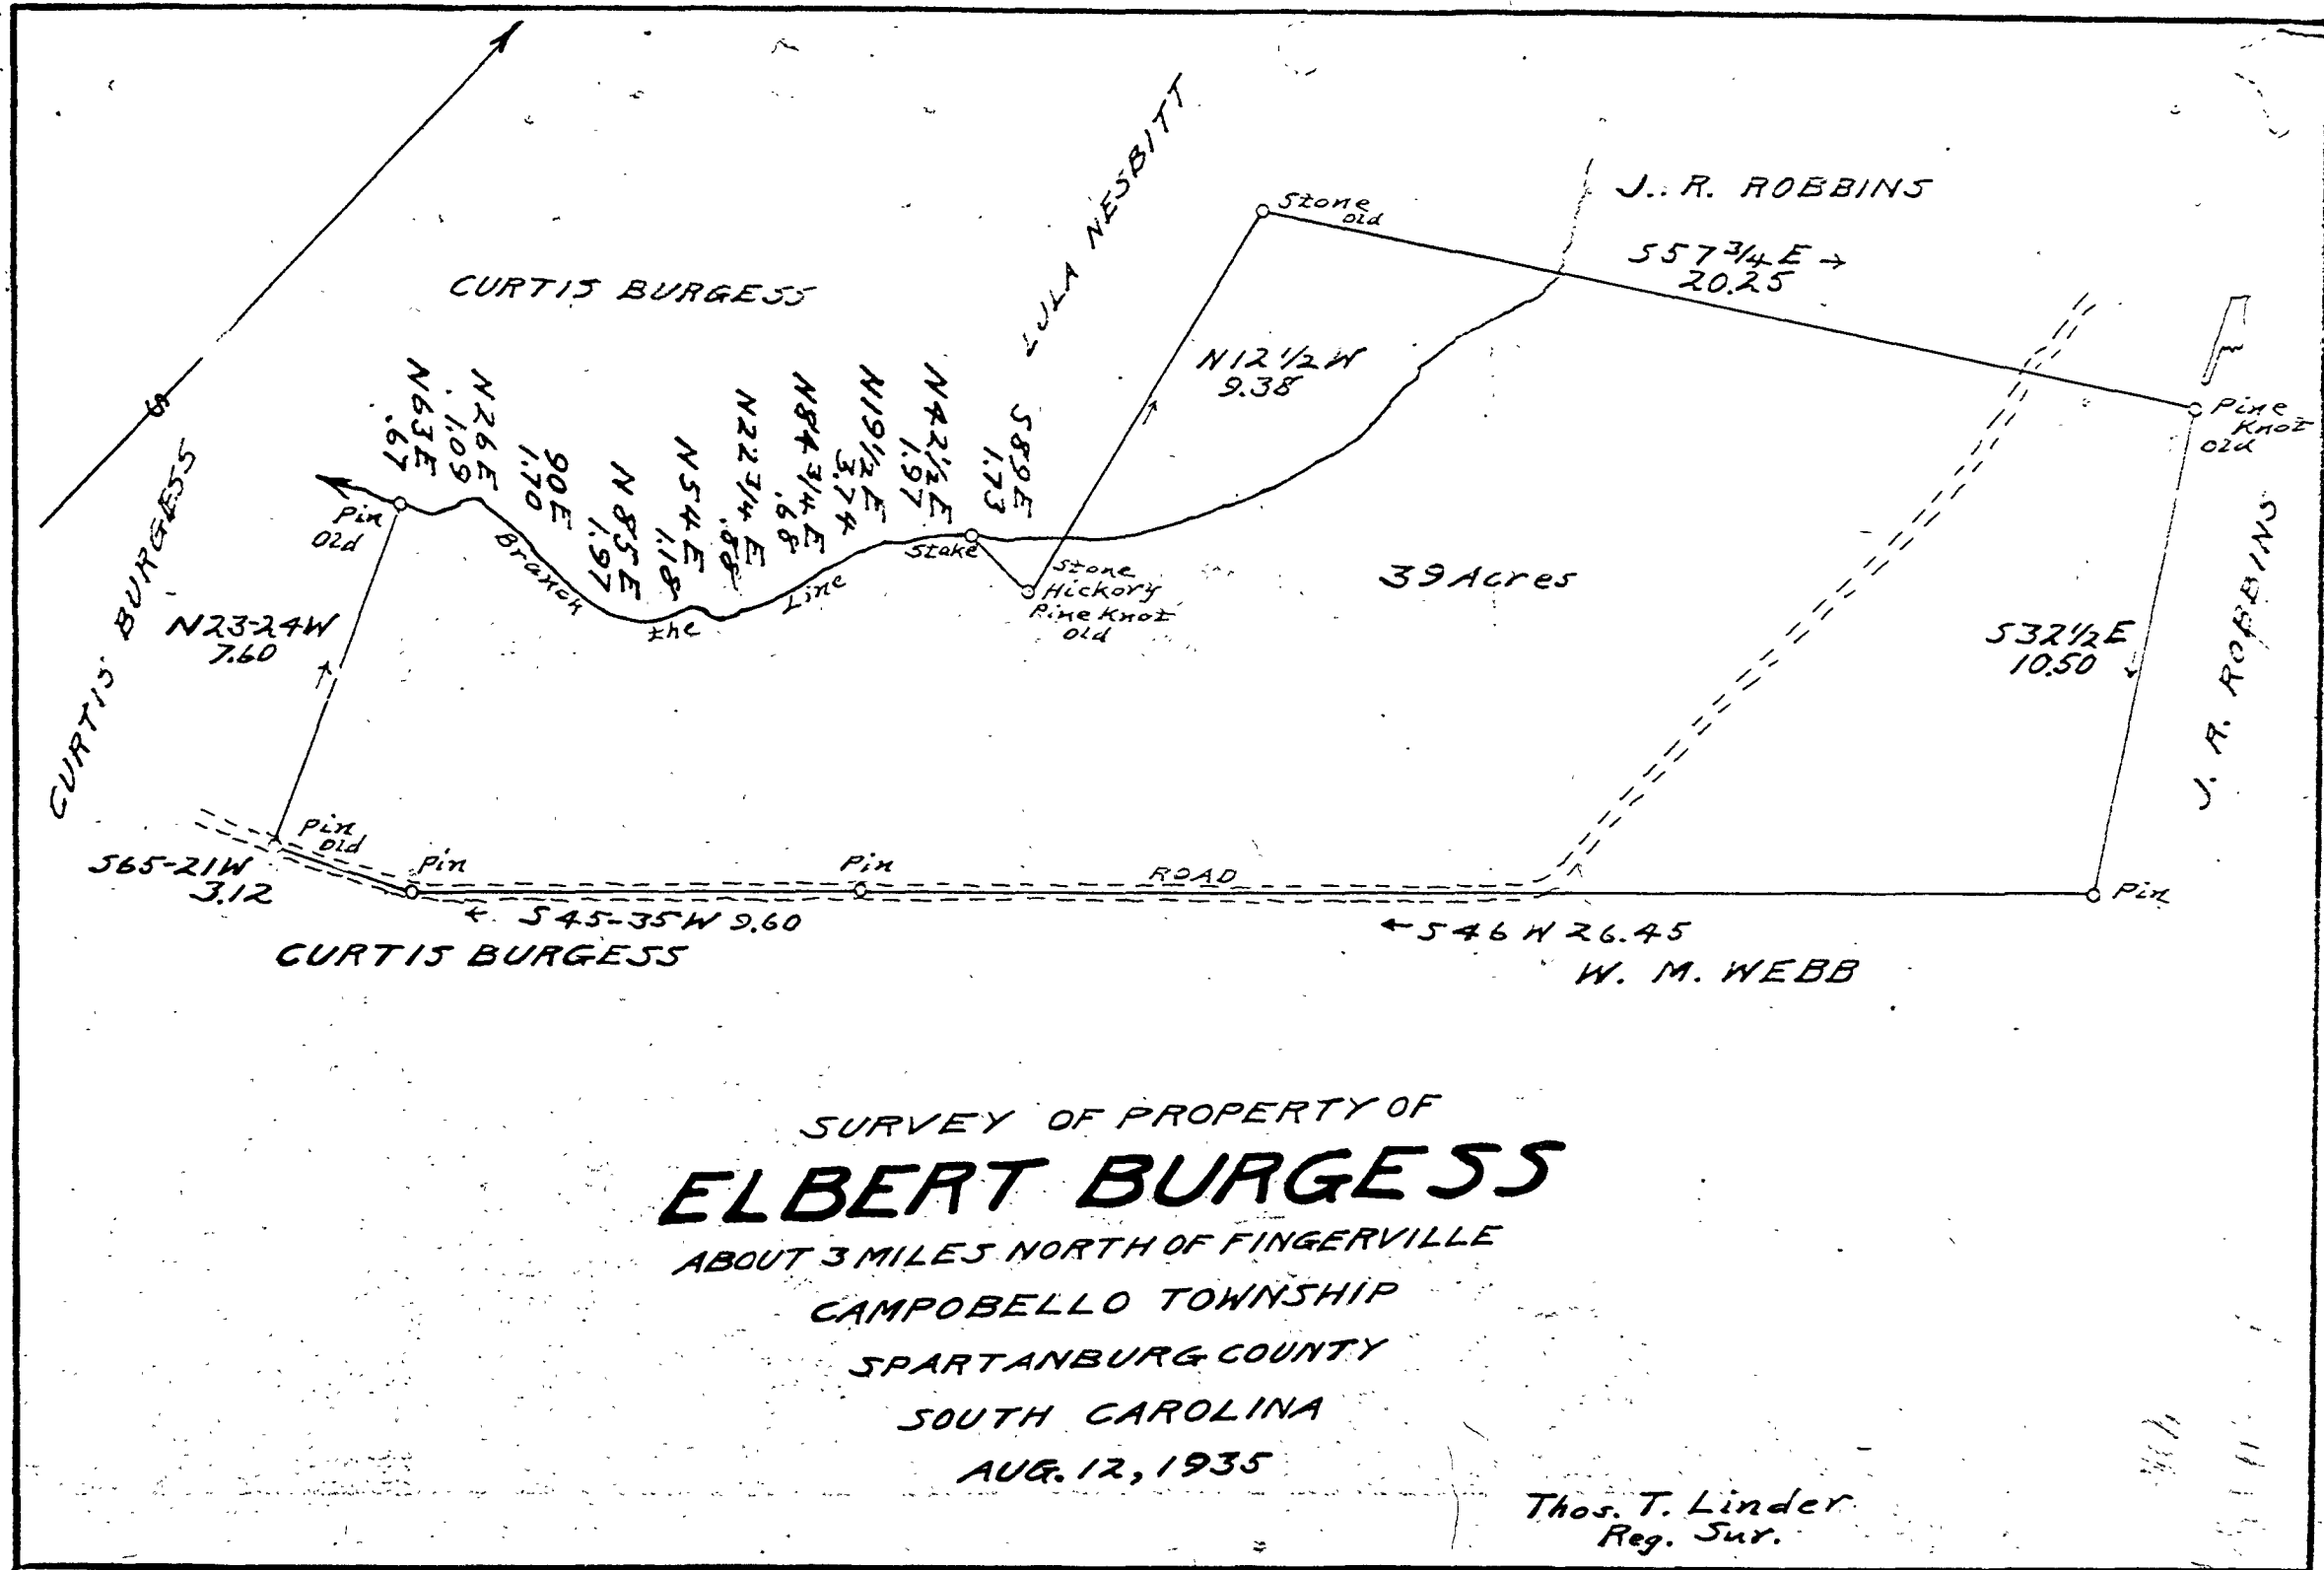 CURTIS BURGESS
LULA NESBITT
J. R. ROBBINS
S57 3/4 E →
20.25
Stone
old
N12 1/2 W
9.38
N63E
.67
N26E
1.09
90E
1.70
N85E
1.97
N54E
1.18
N22 3/4 E
.88
N84 3/4 E
.68
N19 1/2 E
3.74
N42 1/2 E
1.97
S89E
1.73
Pin
Old
Branch
the
Line
Stake
Stone
Hickory
Pine Knot
Old
39 Acres
Pine
Knot
old
S32 1/2 E
10.50
J. R. ROBBINS
CURTIS BURGESS
N23-24W
7.60
Pin
Old
S65-21W
3.12
Pin
Pin
ROAD
Pin
← S45-35W 9.60
CURTIS BURGESS
← S46 W 26.45
W. M. WEBB
SURVEY OF PROPERTY OF
ELBERT BURGESS
ABOUT 3 MILES NORTH OF FINGERVILLE
CAMPOBELLO TOWNSHIP
SPARTANBURG COUNTY
SOUTH CAROLINA
AUG. 12, 1935
Thos. T. Linder
Reg. Sur.